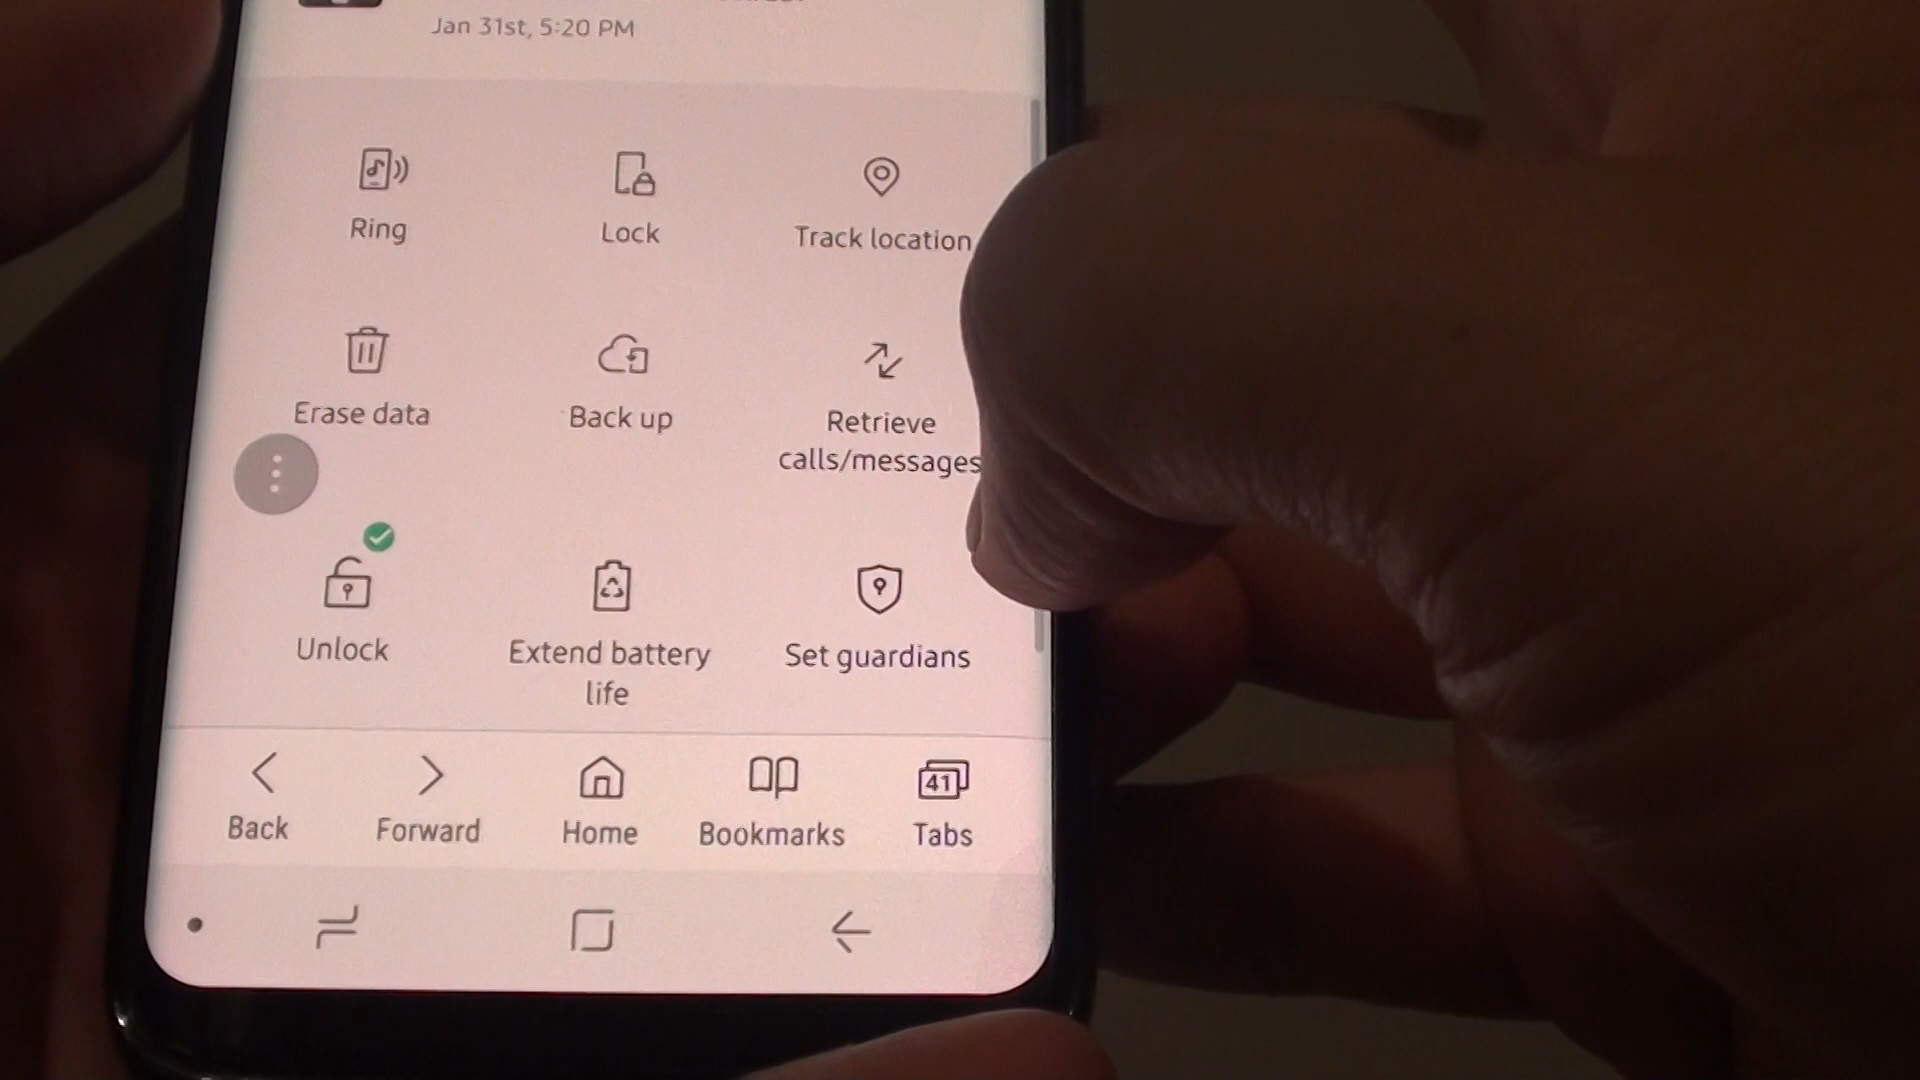 Jan 31st, 5:20 PM
Ring
Lock
Track location
Erase data
Back up
Retrieve
calls/messages
Unlock
Extend battery
life
Set guardians
41
Back
Forward
Home
Bookmarks
Tabs